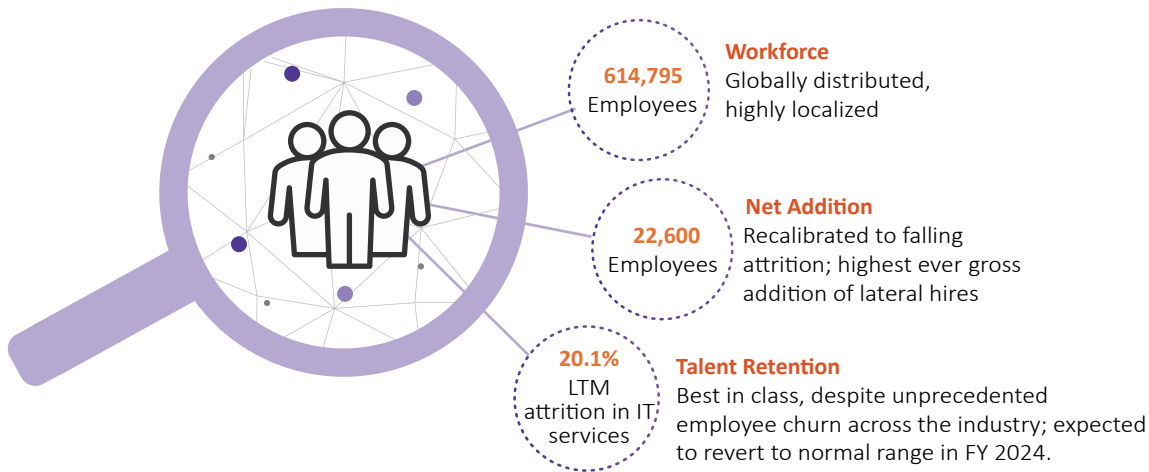 614,795
Employees
Workforce
Globally distributed,
highly localized
22,600
Employees
Net Addition
Recalibrated to falling
attrition; highest ever gross
addition of lateral hires
20.1%
LTM
attrition in IT
services
Talent Retention
Best in class, despite unprecedented
employee churn across the industry; expected
to revert to normal range in FY 2024.